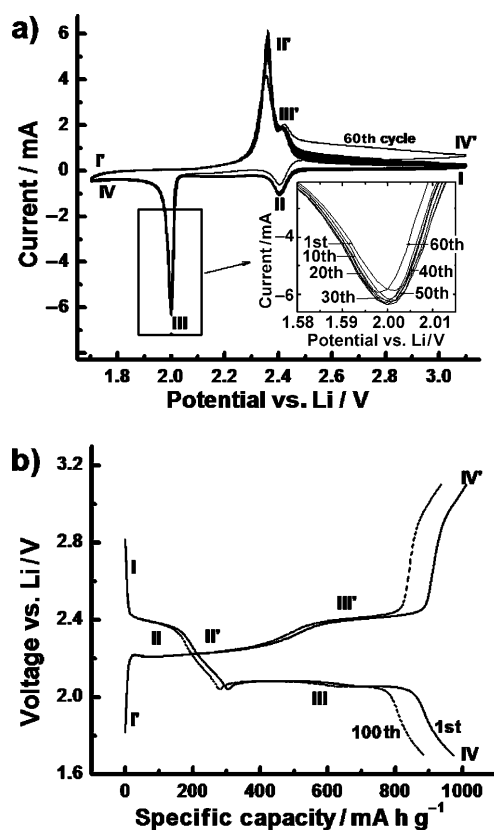 a)
6
4
2
0
−2
−4
−6
Current / mA
II'
III'
60th cycle
IV'
I'
IV
II
I
III
−4
−6
Current /mA
1st
10th
20th
30th
60th
40th
50th
1.58 1.59 2.00 2.01
Potential vs. Li/V
1.8 2.0 2.2 2.4 2.6 2.8 3.0
Potential vs. Li / V
b)
3.2
2.8
2.4
2.0
1.6
Voltage vs. Li/V
IV'
I
III'
II
II'
III
I'
100th
1st
IV
0 200 400 600 800 1000
Specific capacity / mA h g⁻¹